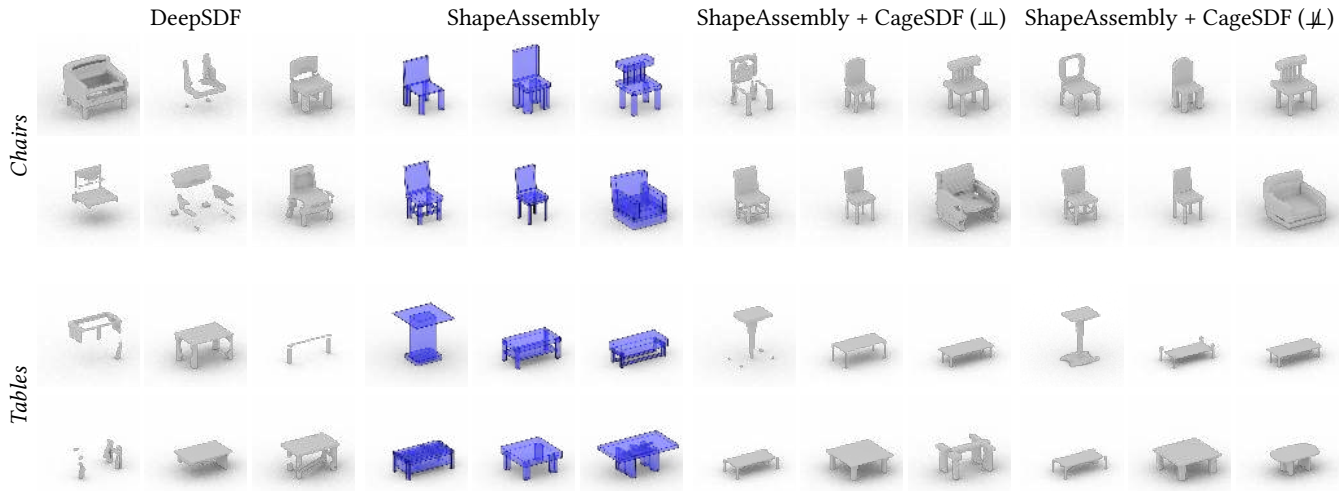 DeepSDF
ShapeAssembly
ShapeAssembly + CageSDF (⫫)
ShapeAssembly + CageSDF (⫫̸)
Chairs
Tables